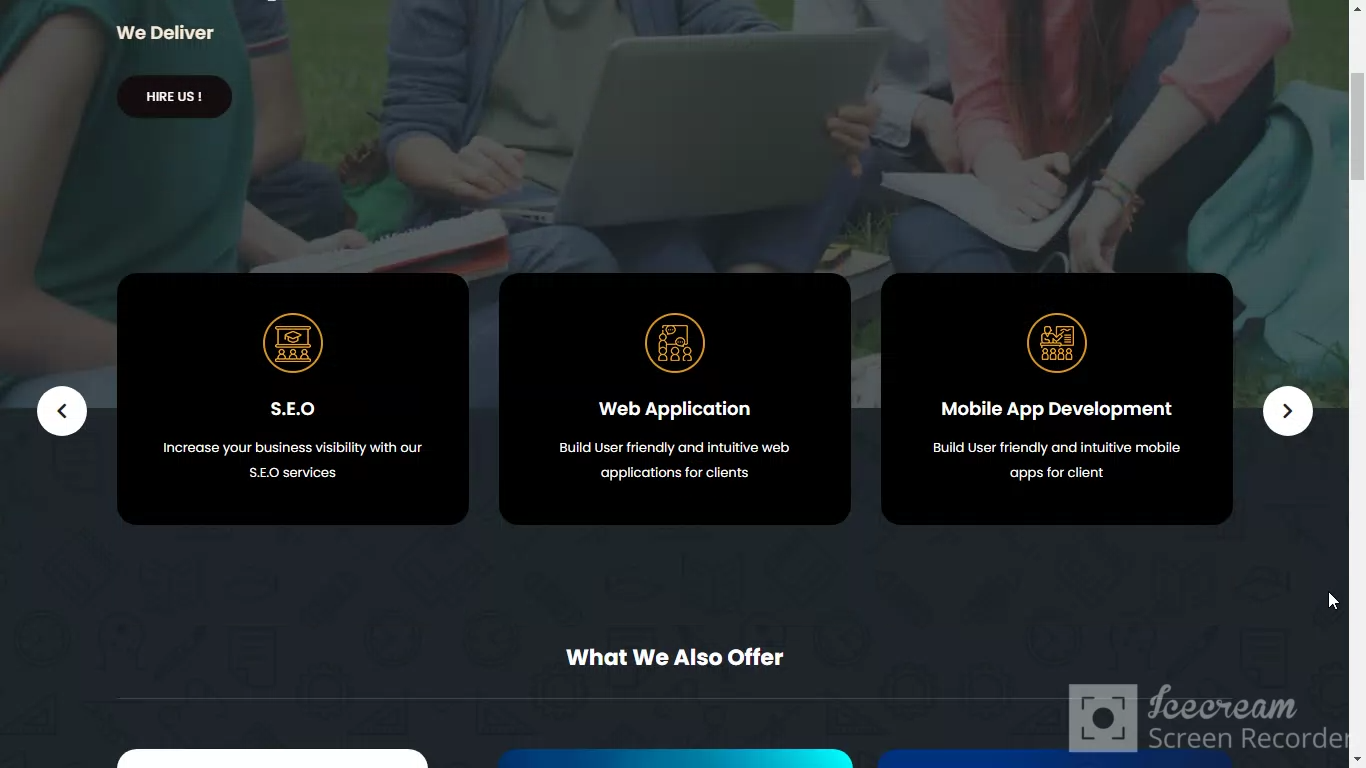 We Deliver
HIRE US !
S.E.O
Increase your business visibility with our
S.E.O services
Web Application
Build User friendly and intuitive web
applications for clients
Mobile App Development
Build User friendly and intuitive mobile
apps for client
What We Also Offer
Icecream
Screen Recorder